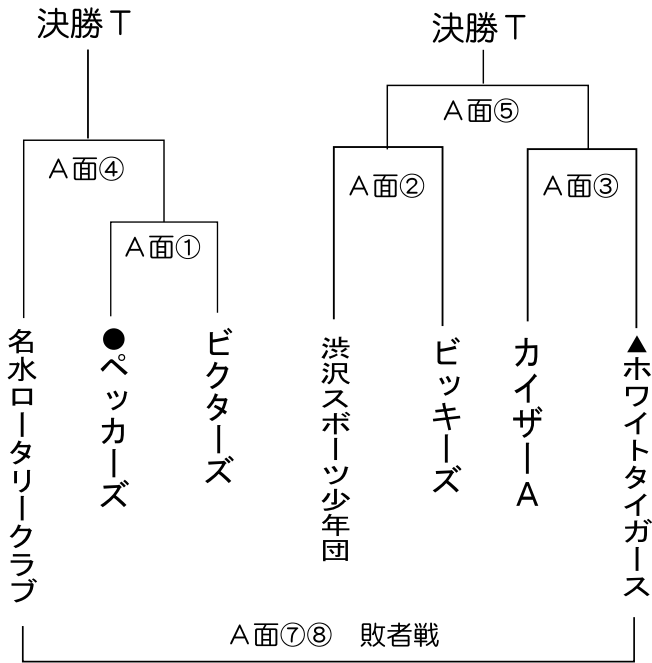 決勝T
決勝T
A面⑤
A面④
A面②
A面③
A面①
名水ロータリークラブ
●ペッカーズ
ビクターズ
渋沢スポーツ少年団
ビッキーズ
カイザーA
▲ホワイトタイガース
A面⑦⑧　敗者戦